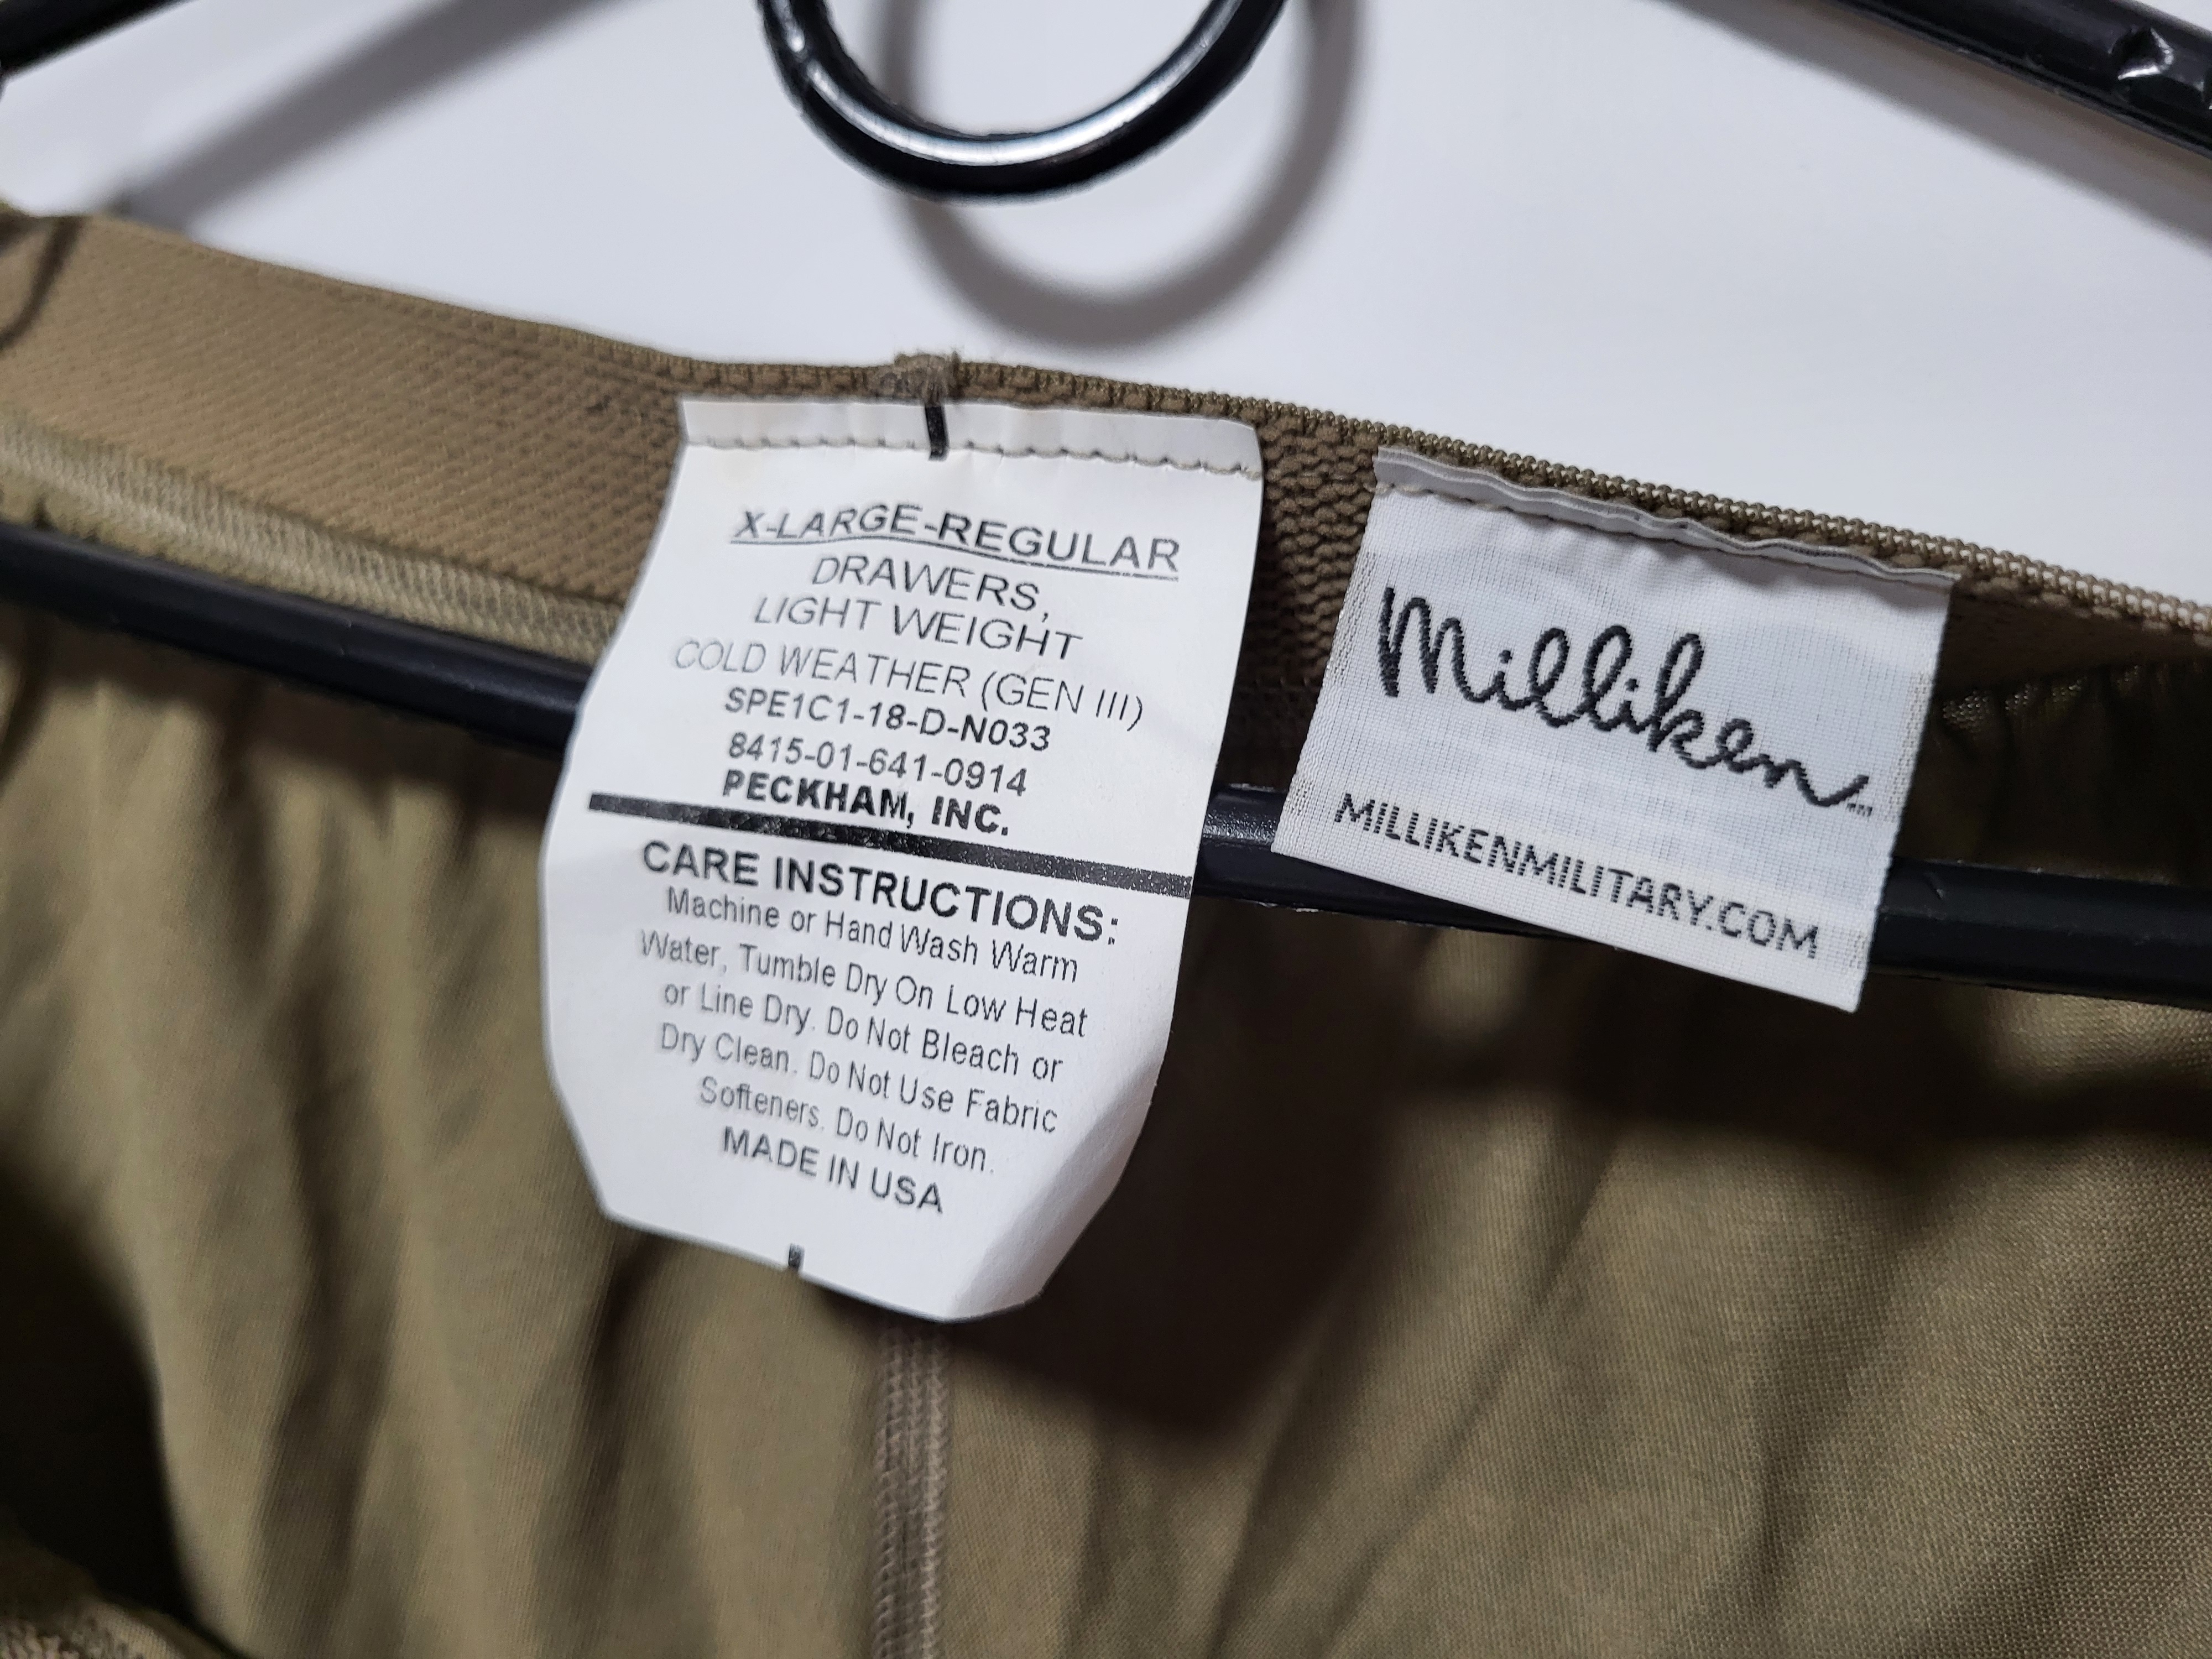 X-LARGE-REGULAR
DRAWERS,
LIGHT WEIGHT
COLD WEATHER (GEN III)
SPE1C1-18-D-N033
8415-01-641-0914
PECKHAM, INC.
CARE INSTRUCTIONS:
Machine or Hand Wash Warm
Water, Tumble Dry On Low Heat
or Line Dry. Do Not Bleach or
Dry Clean. Do Not Use Fabric
Softeners. Do Not Iron.
MADE IN USA
Milliken
MILLIKENMILITARY.COM